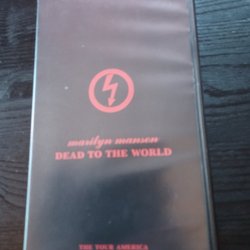 marilyn manson
DEAD TO THE WORLD
THE TOUR AMERICA